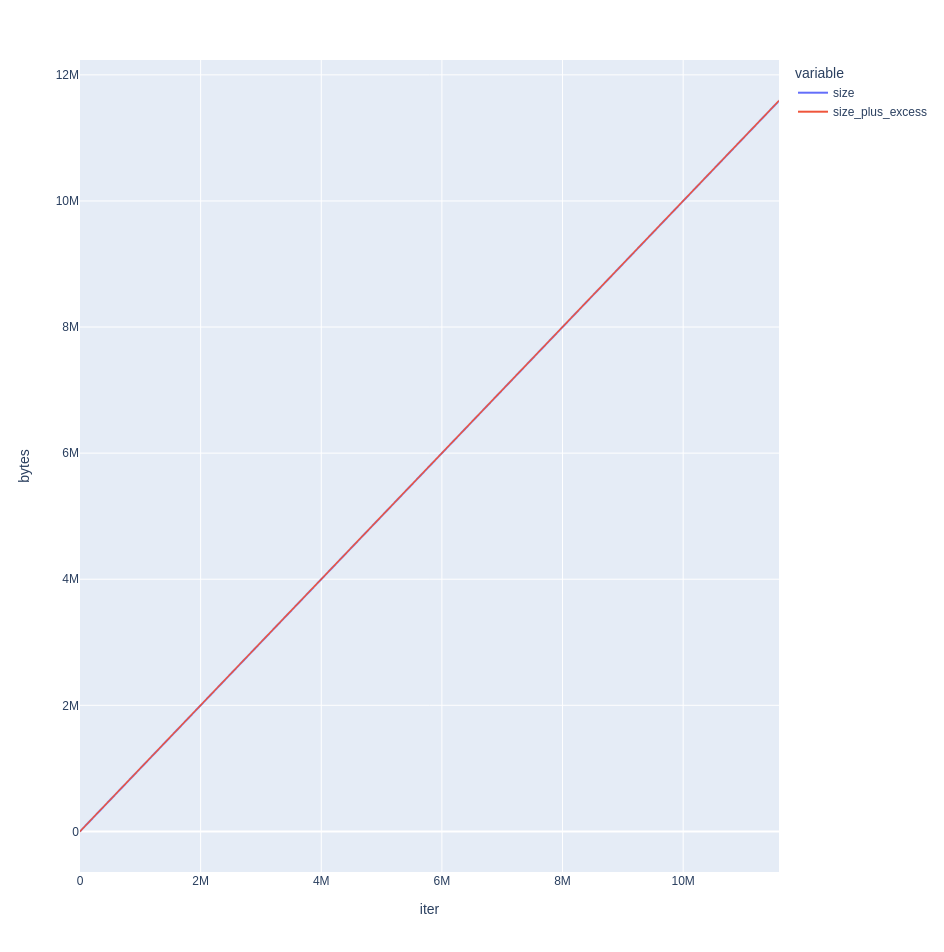 variable
size
size_plus_excess
12M
10M
8M
6M
4M
2M
0
bytes
0 2M 4M 6M 8M 10M
iter